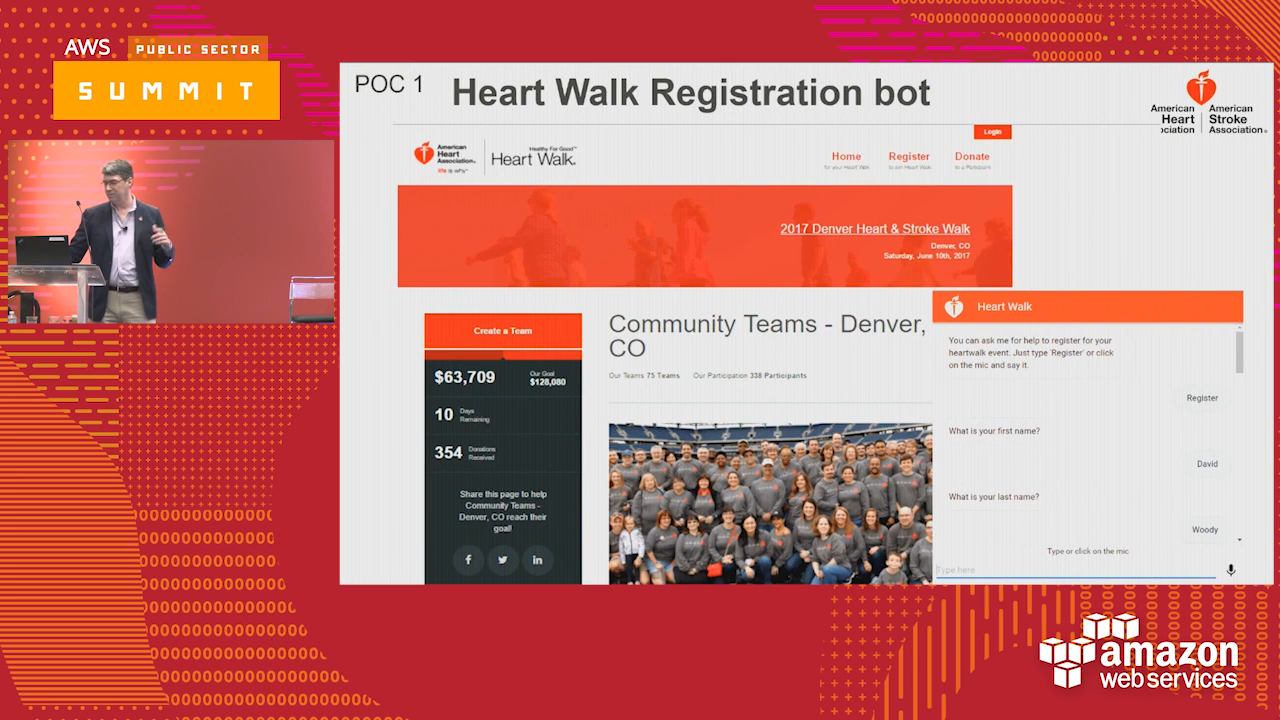 AWS PUBLIC SECTOR
SUMMIT
POC 1
Heart Walk Registration bot
American
Heart
ociation
American
Stroke
Association®
Login
American
Heart
Association®
life is why™
Healthy For Good™
Heart Walk®
Home
for your Heart Walk
Register
to join Heart Walk
Donate
to a Participant
2017 Denver Heart & Stroke Walk
Denver, CO
Saturday, June 10th, 2017
Create a Team
$63,709
Our Goal
$128,080
10 Days
Remaining
354 Donations
Received
Share this page to help
Community Teams -
Denver, CO reach their
goal!
f
in
Community Teams - Denver,
CO
Our Teams 75 Teams Our Participation 338 Participants
Heart Walk
You can ask me for help to register for your
heartwalk event. Just type 'Register' or click
on the mic and say it.
Register
What is your first name?
David
What is your last name?
Woody
Type or click on the mic
Type here
amazon
web services